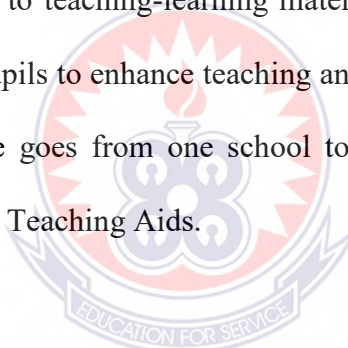 to teaching-learning mater
pils to enhance teaching an
goes from one school to
Teaching Aids.
EDUCATION FOR SERVICE